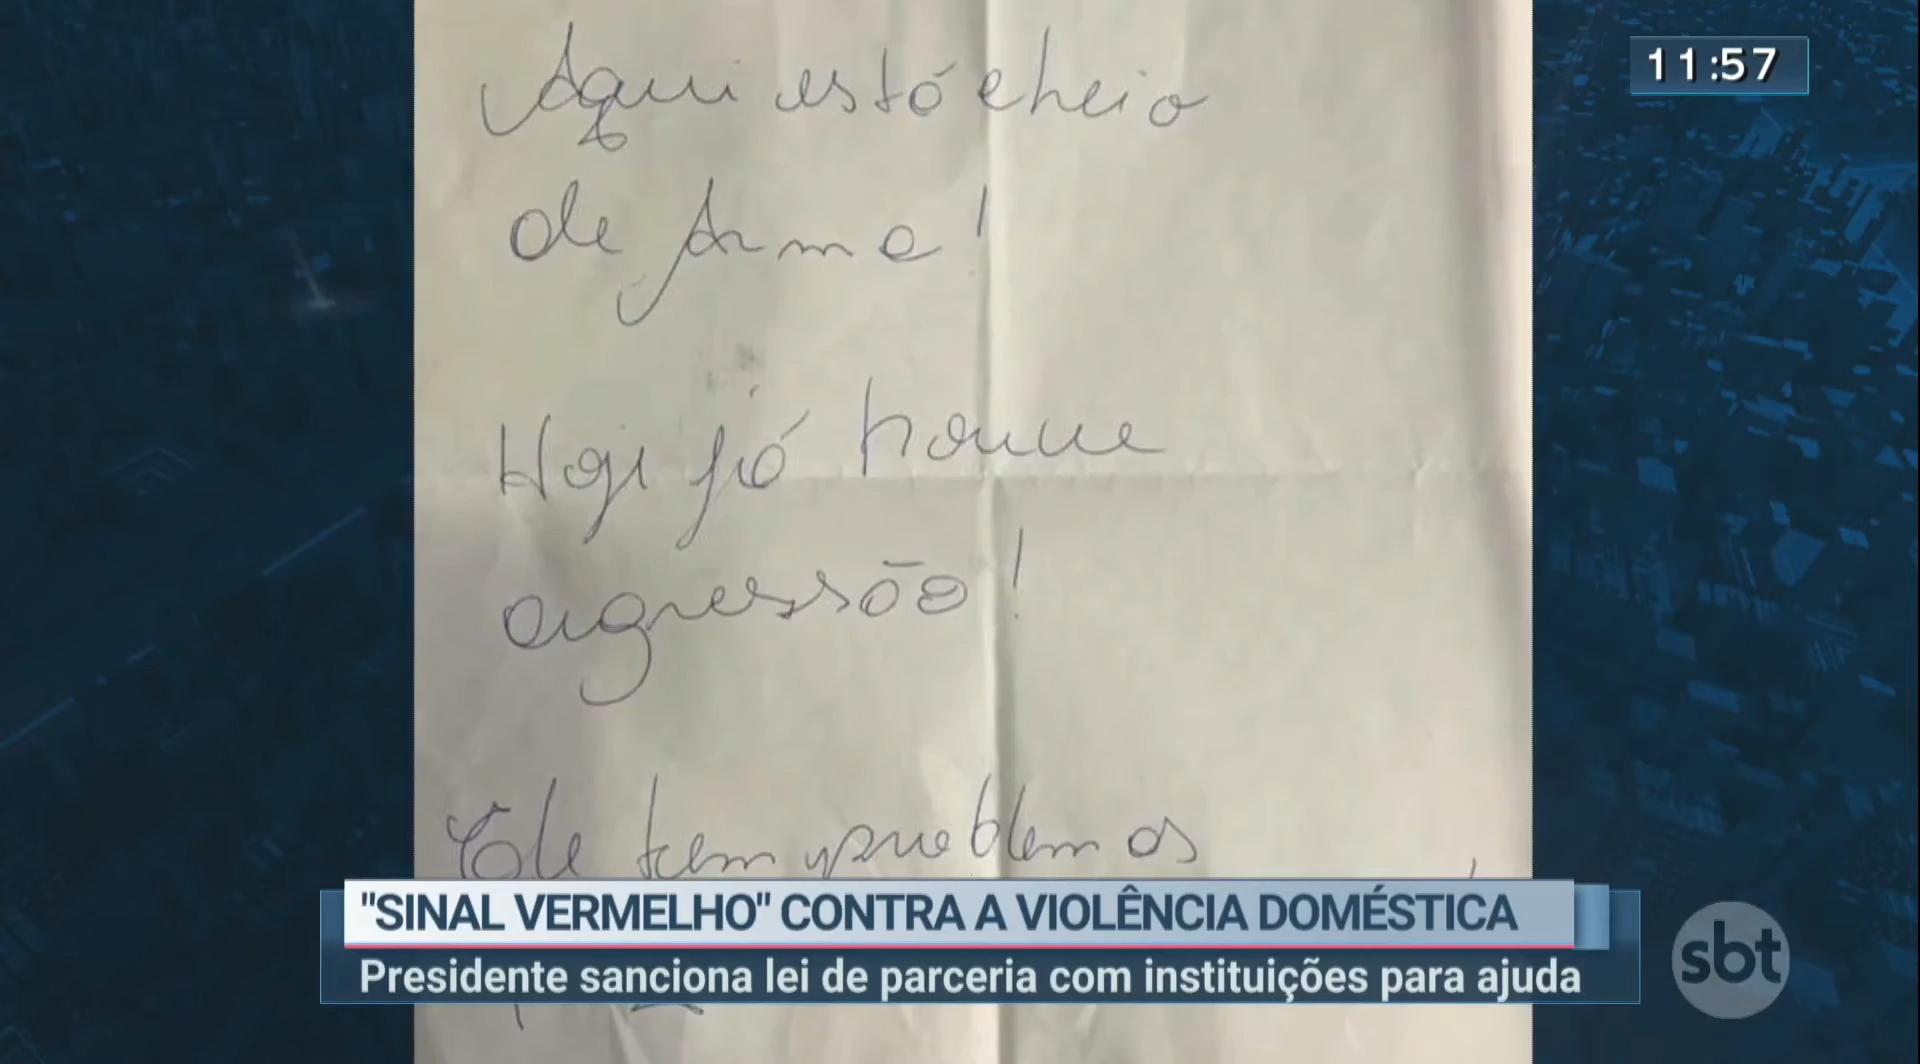 11:57
Aqui está cheio
de Arma!
Hoje já houve
agressão!
Ele tem problemas
"SINAL VERMELHO" CONTRA A VIOLÊNCIA DOMÉSTICA
Presidente sanciona lei de parceria com instituições para ajuda
sbt